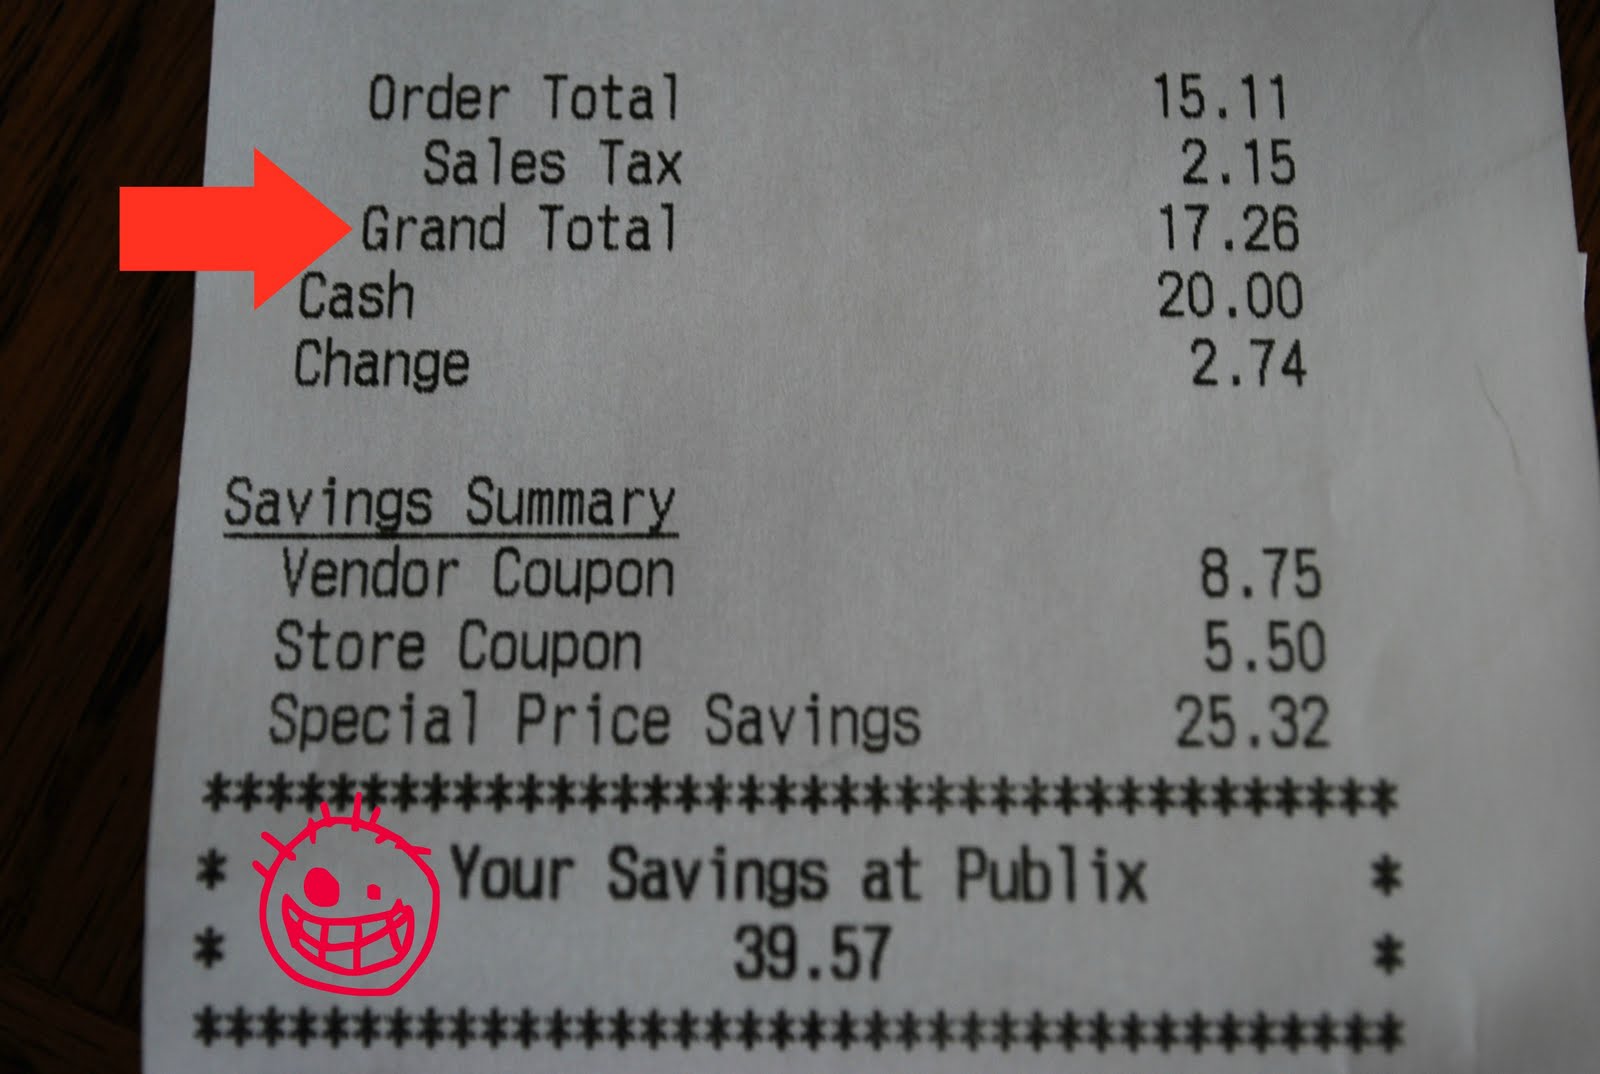 Order Total 15.11
Sales Tax 2.15
Grand Total 17.26
Cash 20.00
Change 2.74
Savings Summary
Vendor Coupon 8.75
Store Coupon 5.50
Special Price Savings 25.32
****************************************
* Your Savings at Publix *
* 39.57 *
****************************************